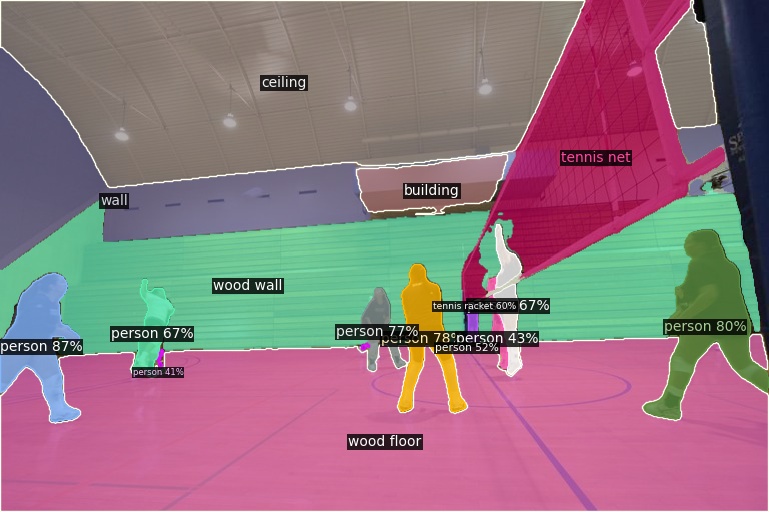 ceiling
tennis net
building
wall
wood wall
tennis racket 60%
67%
person 80%
person 67%
person 77%
78%
person 43%
person 87%
person 52%
person 41%
wood floor